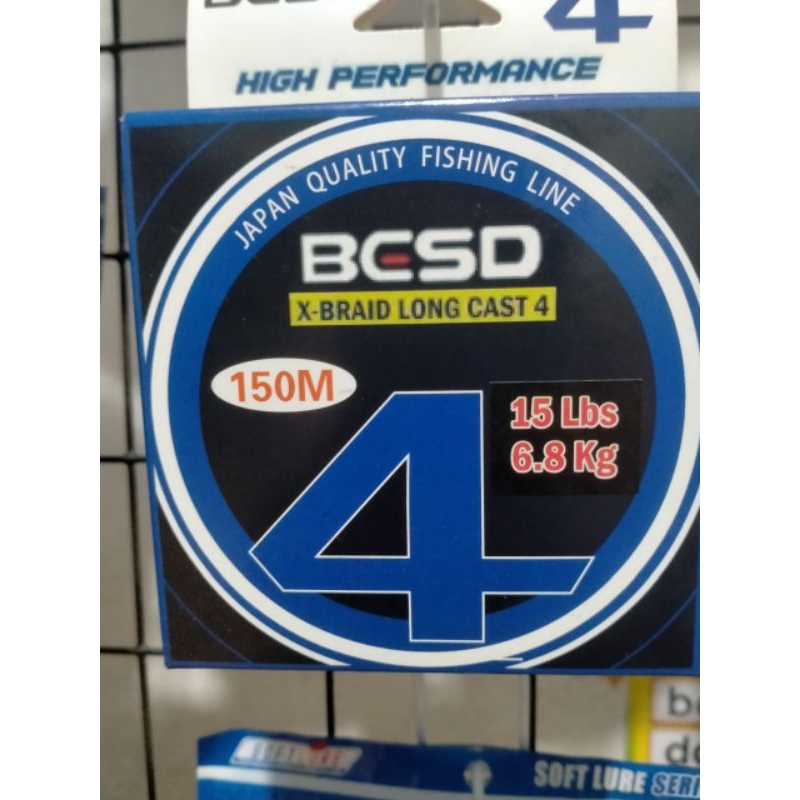 4
HIGH PERFORMANCE
JAPAN QUALITY FISHING LINE
BCSD
X-BRAID LONG CAST 4
150M
15 Lbs
6.8 Kg
4
SOFT LURE